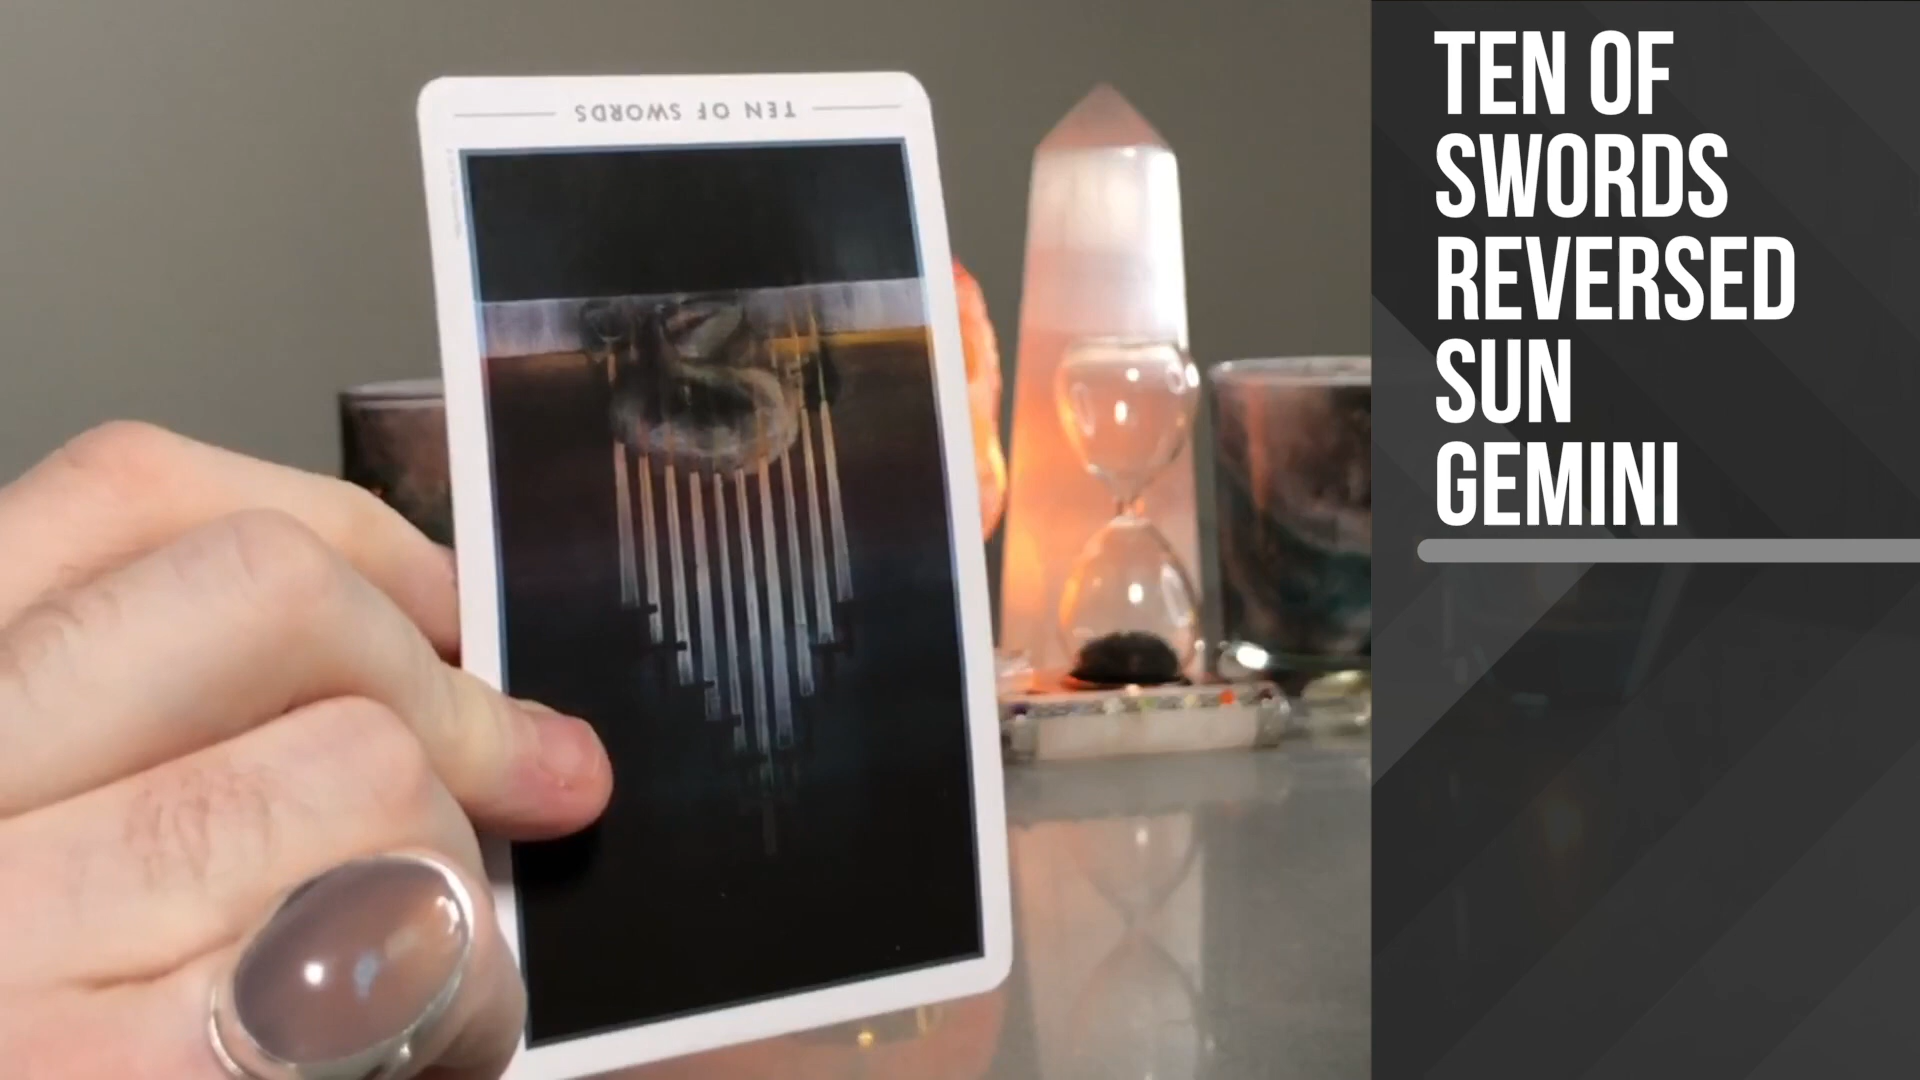 TEN OF SWORDS
TEN OF
SWORDS
REVERSED
SUN
GEMINI